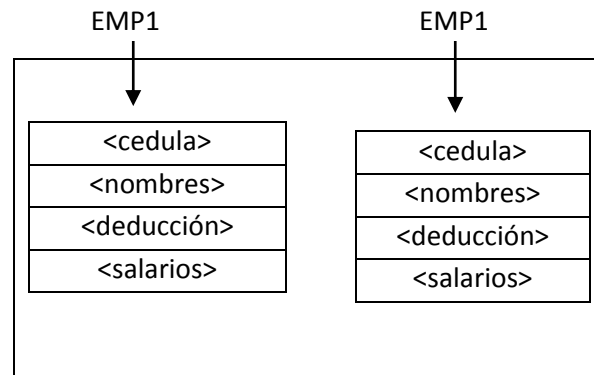 EMP1
EMP1
<cedula>
<nombres>
<deducción>
<salarios>
<cedula>
<nombres>
<deducción>
<salarios>